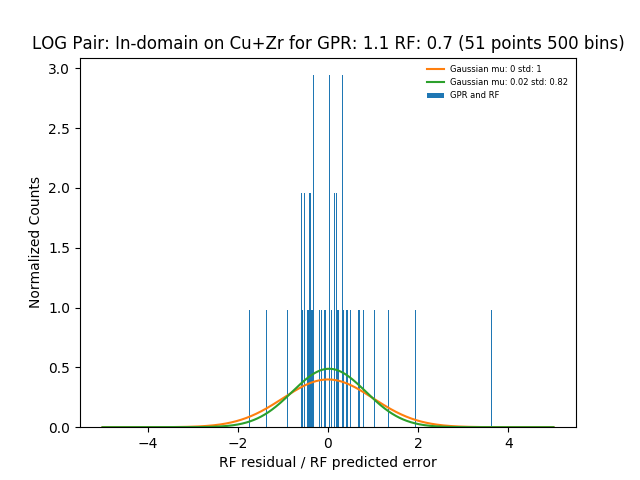 LOG Pair: In-domain on Cu+Zr for GPR: 1.1 RF: 0.7 (51 points 500 bins)
Gaussian mu: 0 std: 1
Gaussian mu: 0.02 std: 0.82
GPR and RF
Normalized Counts
3.0
2.5
2.0
1.5
1.0
0.5
0.0
−4 −2 0 2 4
RF residual / RF predicted error